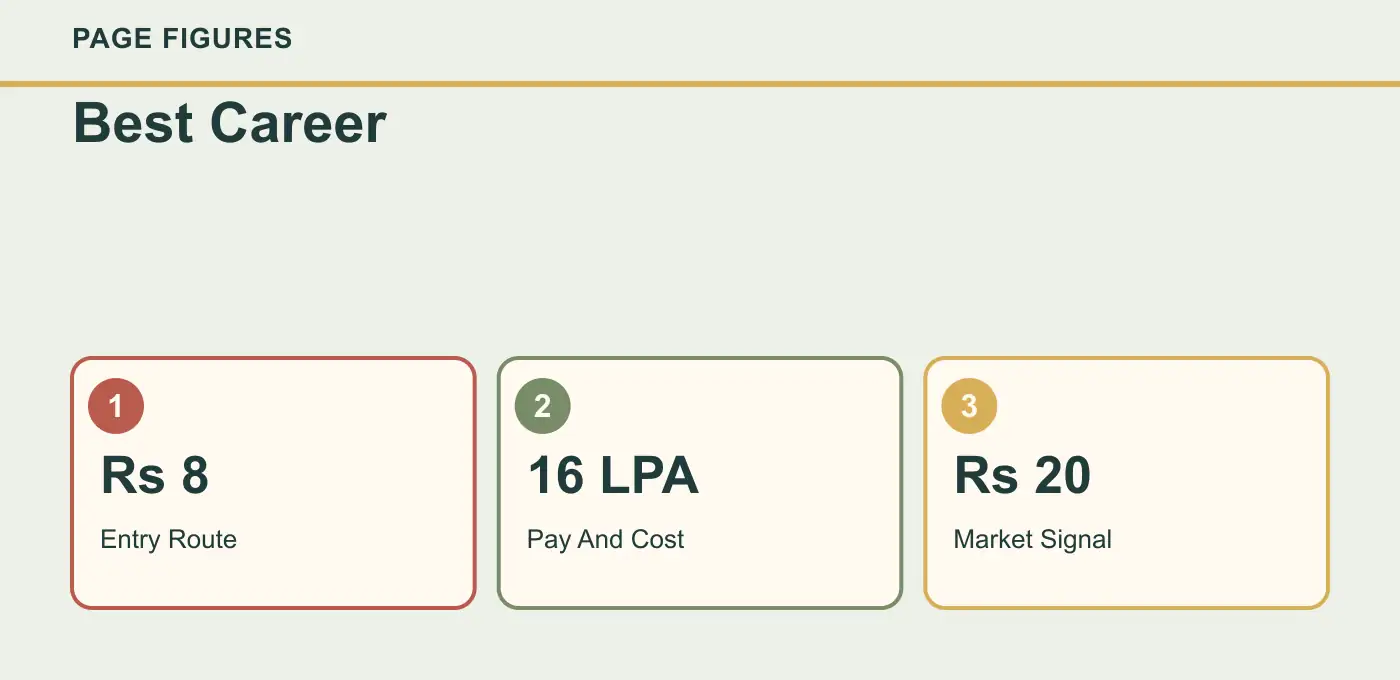 PAGE FIGURES
Best Career
1
Rs 8
Entry Route
2
16 LPA
Pay And Cost
3
Rs 20
Market Signal